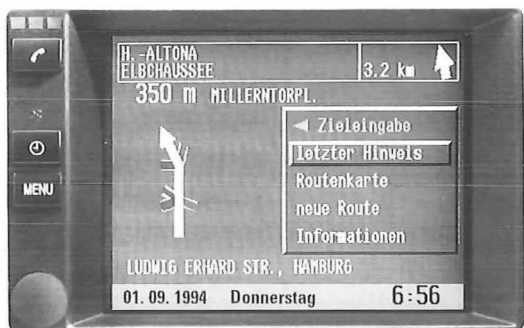 H.-ALTONA
ELBCHAUSSEE
3.2 km
350 m MILLERNTORPL.
◄ Zieleingabe
letzter Hinweis
Routenkarte
neue Route
Informationen
MENU
LUDWIG ERHARD STR., HAMBURG
01. 09. 1994 Donnerstag 6:56